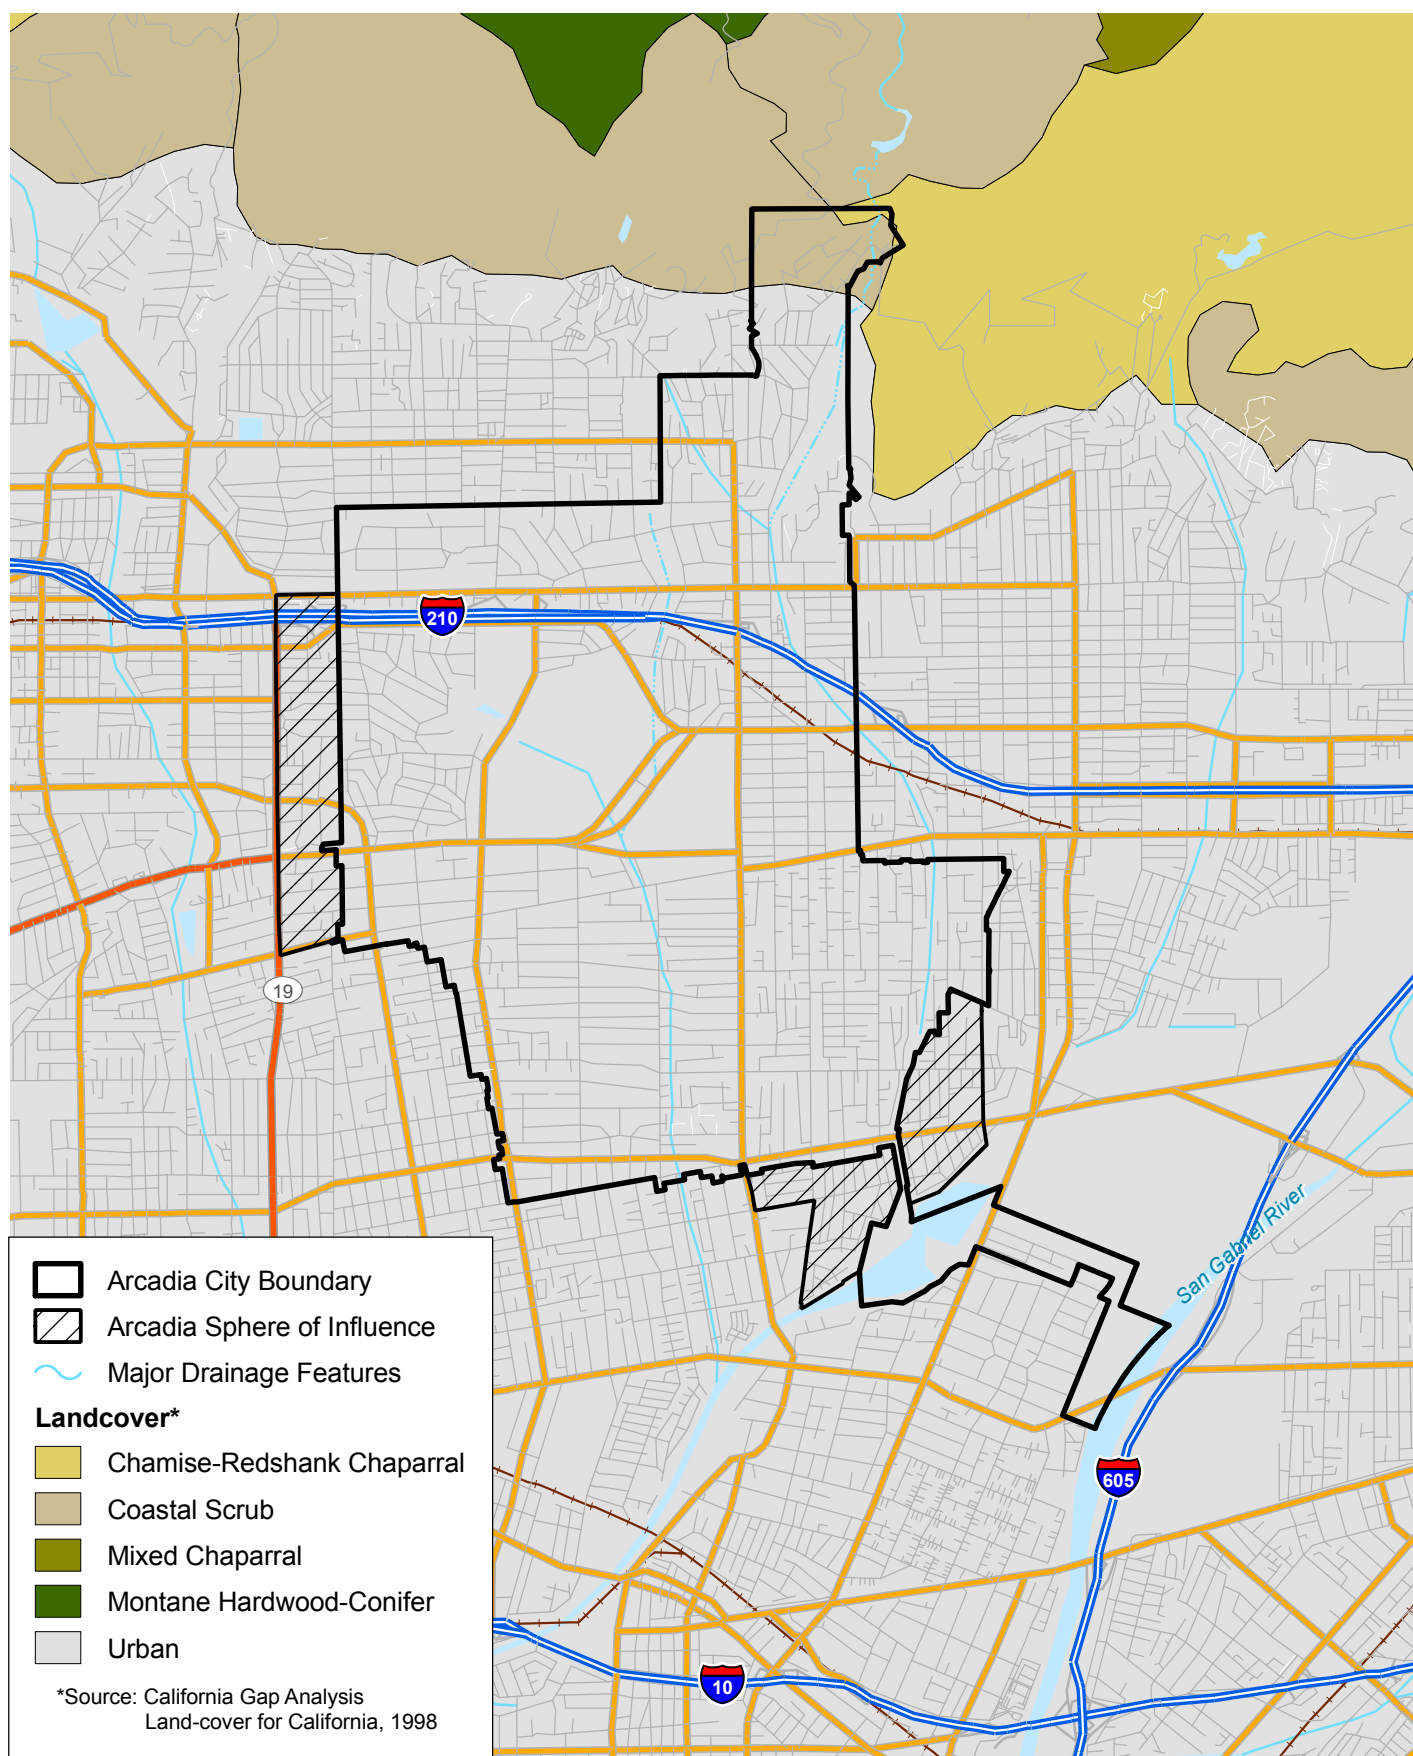 210
19
San Gabriel River
Arcadia City Boundary
Arcadia Sphere of Influence
Major Drainage Features
Landcover*
Chamise-Redshank Chaparral
Coastal Scrub
Mixed Chaparral
Montane Hardwood-Conifer
Urban
*Source: California Gap Analysis
Land-cover for California, 1998
605
10